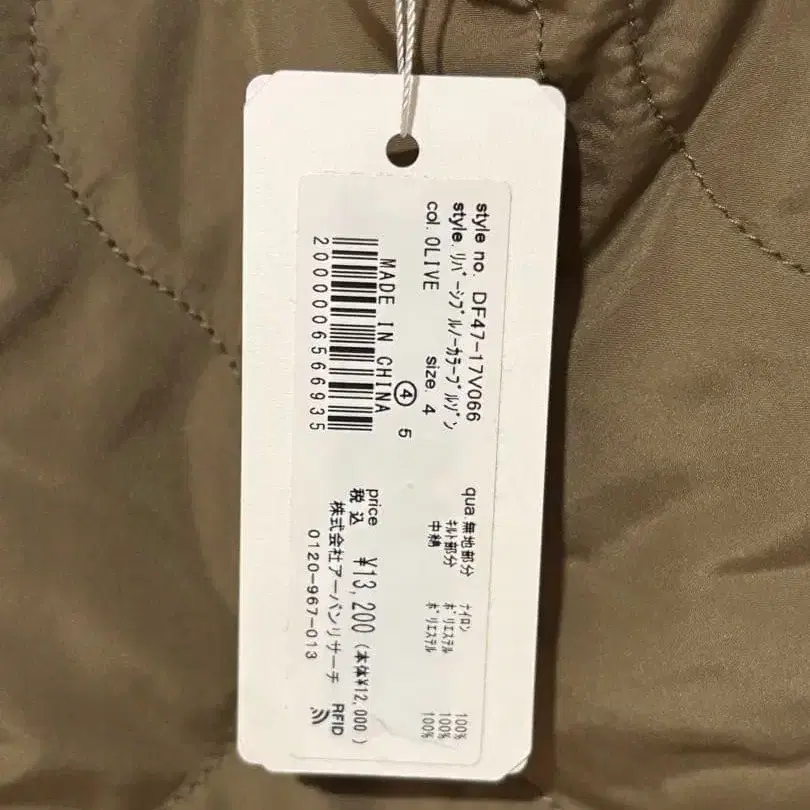 style no. DF47-17V066
style. リバーシブルノーカラーブルゾン
col. OLIVE size. 4
④ 5
MADE IN CHINA
2000006566935
qua.無地部分 ナイロン 100%
キルト部分 ポリエステル 100%
中綿 ポリエステル 100%
price
税込 ¥13,200 (本体¥12,000)
株式会社アーバンリサーチ RFID
0120-967-013